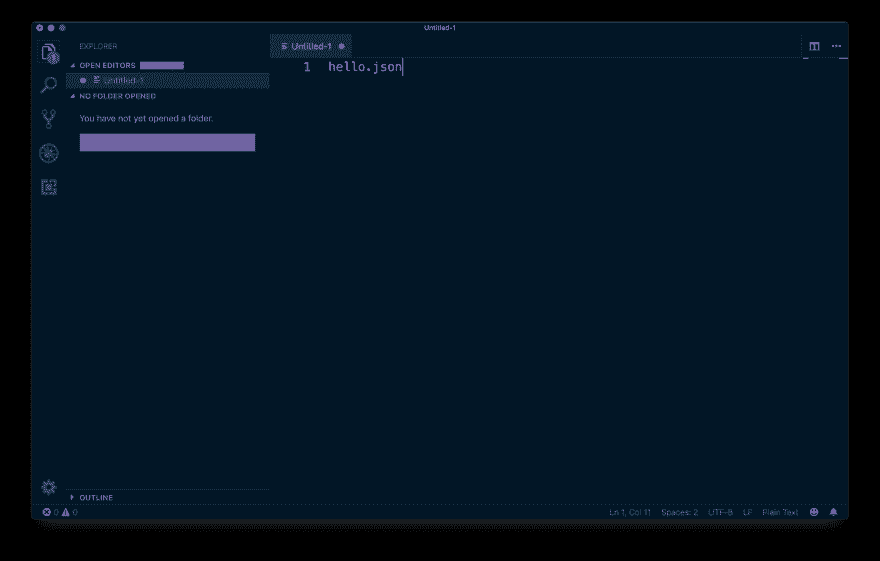 Untitled-1
EXPLORER
Untitled-1
OPEN EDITORS
1 hello.json
Untitled-1
NO FOLDER OPENED
You have not yet opened a folder.
OUTLINE
0 0
Ln 1, Col 11 Spaces: 2 UTF-8 LF Plain Text